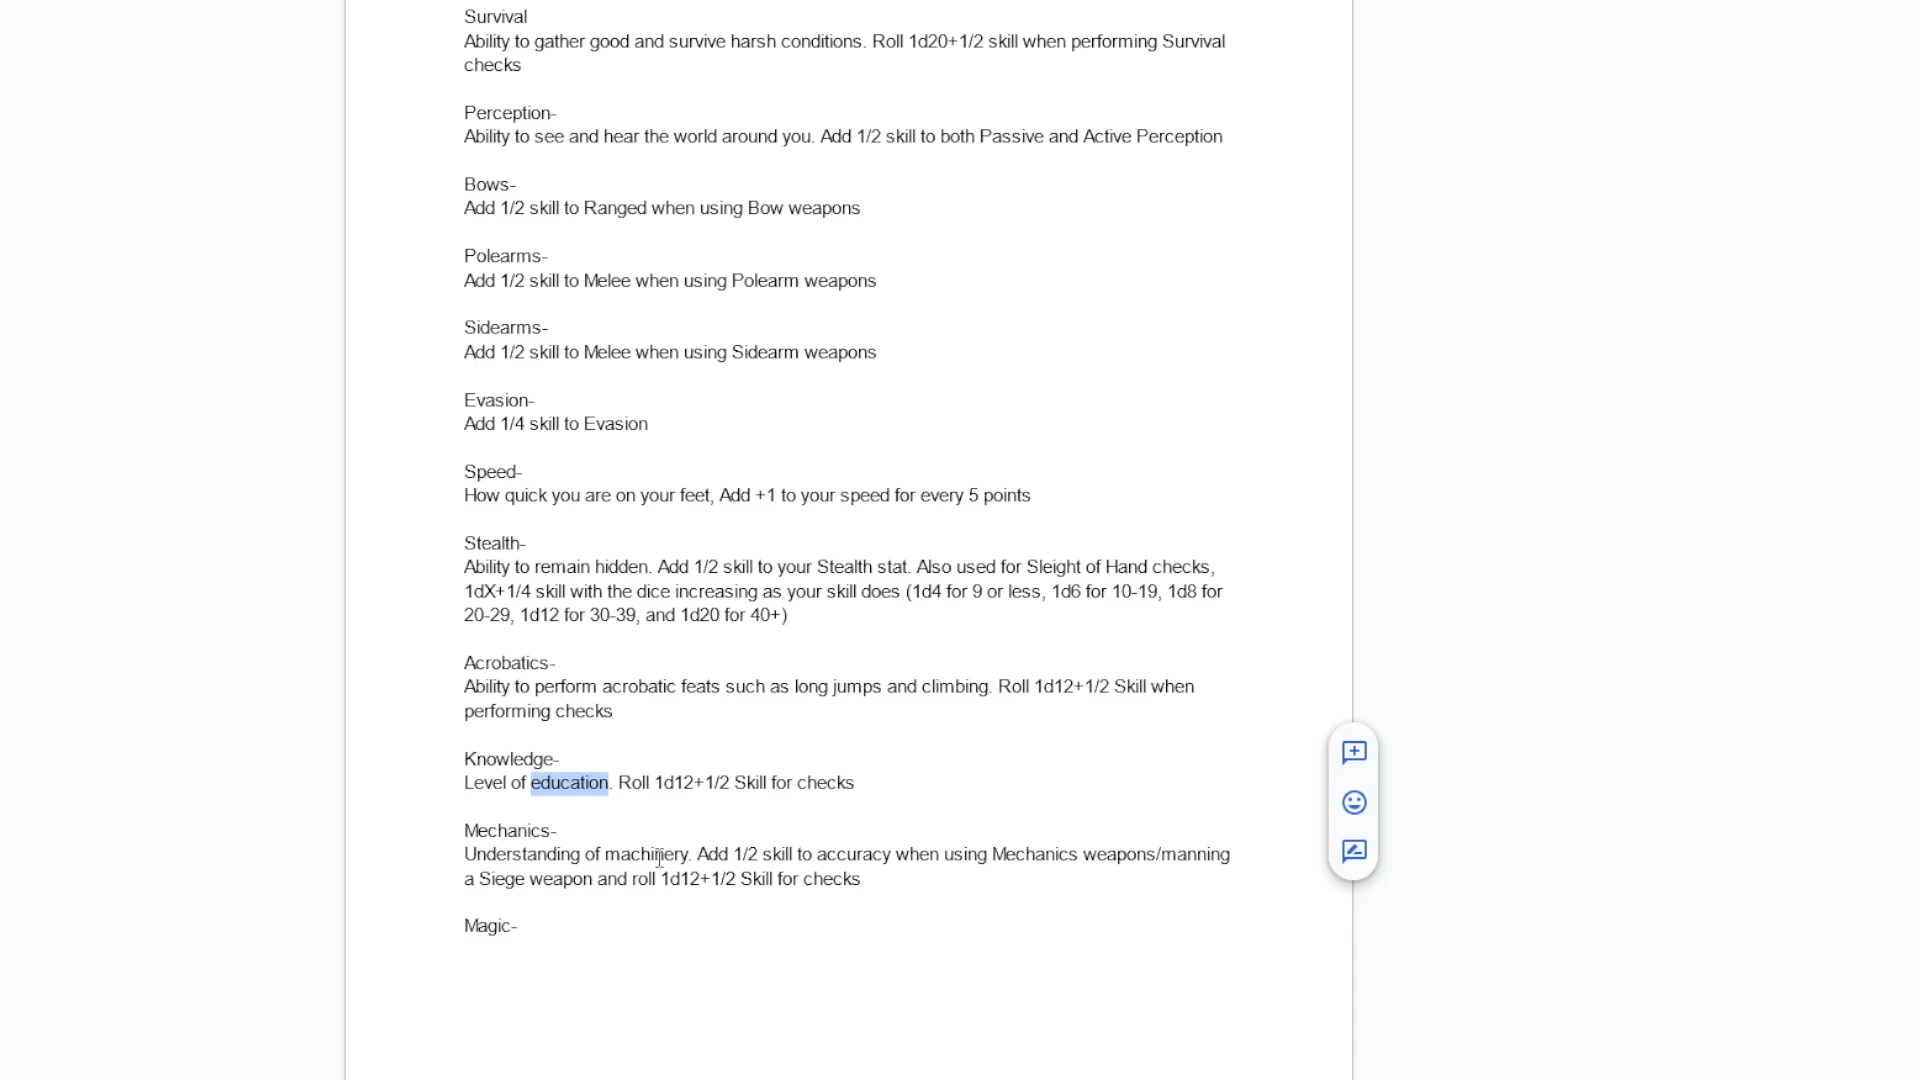 Survival
Ability to gather good and survive harsh conditions. Roll 1d20+1/2 skill when performing Survival
checks
Perception-
Ability to see and hear the world around you. Add 1/2 skill to both Passive and Active Perception
Bows-
Add 1/2 skill to Ranged when using Bow weapons
Polearms-
Add 1/2 skill to Melee when using Polearm weapons
Sidearms-
Add 1/2 skill to Melee when using Sidearm weapons
Evasion-
Add 1/4 skill to Evasion
Speed-
How quick you are on your feet, Add +1 to your speed for every 5 points
Stealth-
Ability to remain hidden. Add 1/2 skill to your Stealth stat. Also used for Sleight of Hand checks,
1dX+1/4 skill with the dice increasing as your skill does (1d4 for 9 or less, 1d6 for 10-19, 1d8 for
20-29, 1d12 for 30-39, and 1d20 for 40+)
Acrobatics-
Ability to perform acrobatic feats such as long jumps and climbing. Roll 1d12+1/2 Skill when
performing checks
Knowledge-
Level of education. Roll 1d12+1/2 Skill for checks
Mechanics-
Understanding of machinery. Add 1/2 skill to accuracy when using Mechanics weapons/manning
a Siege weapon and roll 1d12+1/2 Skill for checks
Magic-